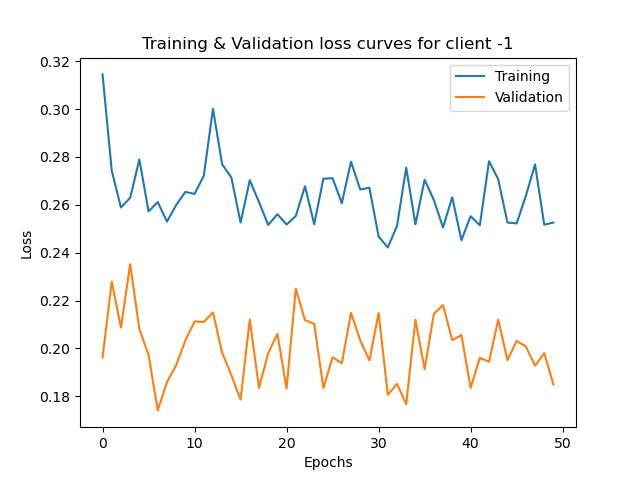 Training & Validation loss curves for client -1
Training
Validation
0.32
0.30
0.28
0.26
0.24
0.22
0.20
0.18
Loss
0
10
20
30
40
50
Epochs